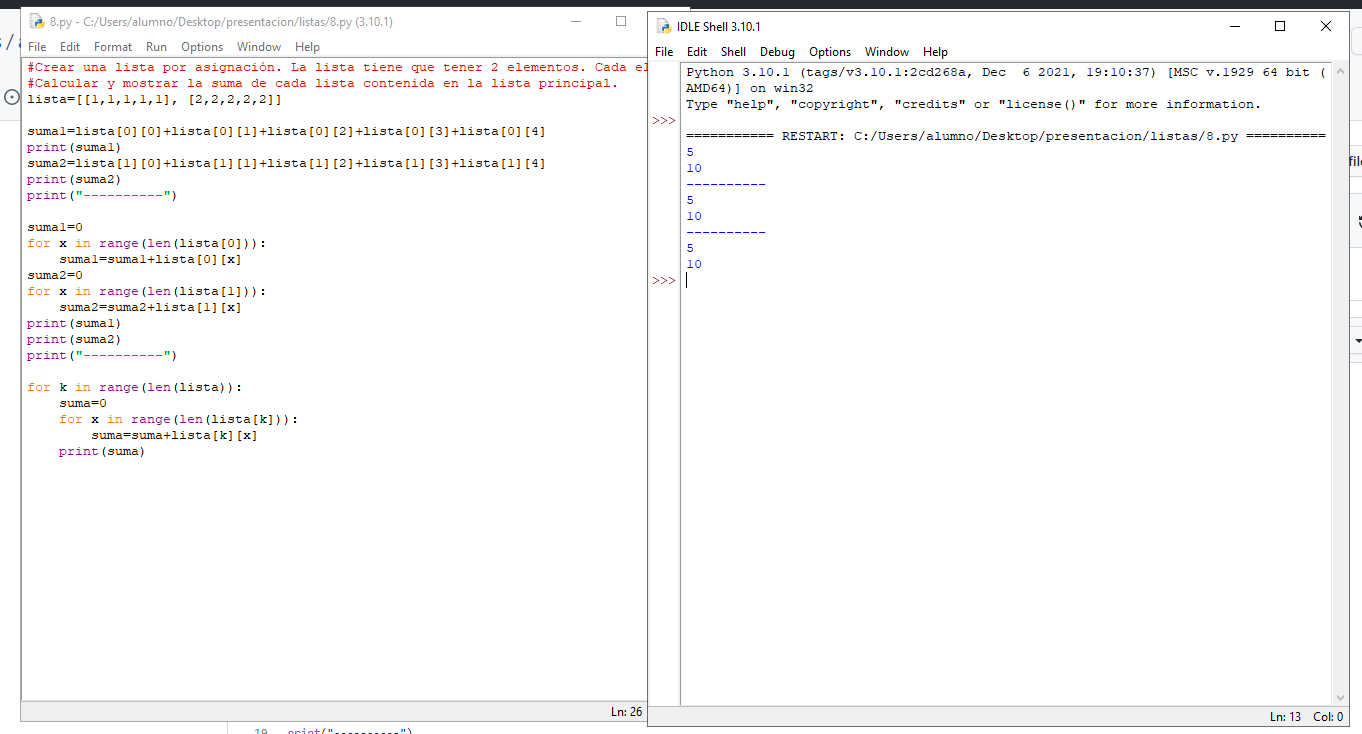 8.py - C:/Users/alumno/Desktop/presentacion/listas/8.py (3.10.1)
File Edit Format Run Options Window Help
#Crear una lista por asignación. La lista tiene que tener 2 elementos. Cada el
#Calcular y mostrar la suma de cada lista contenida en la lista principal.
lista=[[1,1,1,1,1], [2,2,2,2,2]]
suma1=lista[0][0]+lista[0][1]+lista[0][2]+lista[0][3]+lista[0][4]
print(suma1)
suma2=lista[1][0]+lista[1][1]+lista[1][2]+lista[1][3]+lista[1][4]
print(suma2)
print("----------")
suma1=0
for x in range(len(lista[0])):
    suma1=suma1+lista[0][x]
suma2=0
for x in range(len(lista[1])):
    suma2=suma2+lista[1][x]
print(suma1)
print(suma2)
print("----------")
for k in range(len(lista)):
    suma=0
    for x in range(len(lista[k])):
        suma=suma+lista[k][x]
    print(suma)
Ln: 26
IDLE Shell 3.10.1
File Edit Shell Debug Options Window Help
Python 3.10.1 (tags/v3.10.1:2cd268a, Dec  6 2021, 19:10:37) [MSC v.1929 64 bit (
AMD64)] on win32
Type "help", "copyright", "credits" or "license()" for more information.
>>>
=========== RESTART: C:/Users/alumno/Desktop/presentacion/listas/8.py ==========
5
10
----------
5
10
----------
5
10
>>>
Ln: 13 Col: 0
19 print("----------")